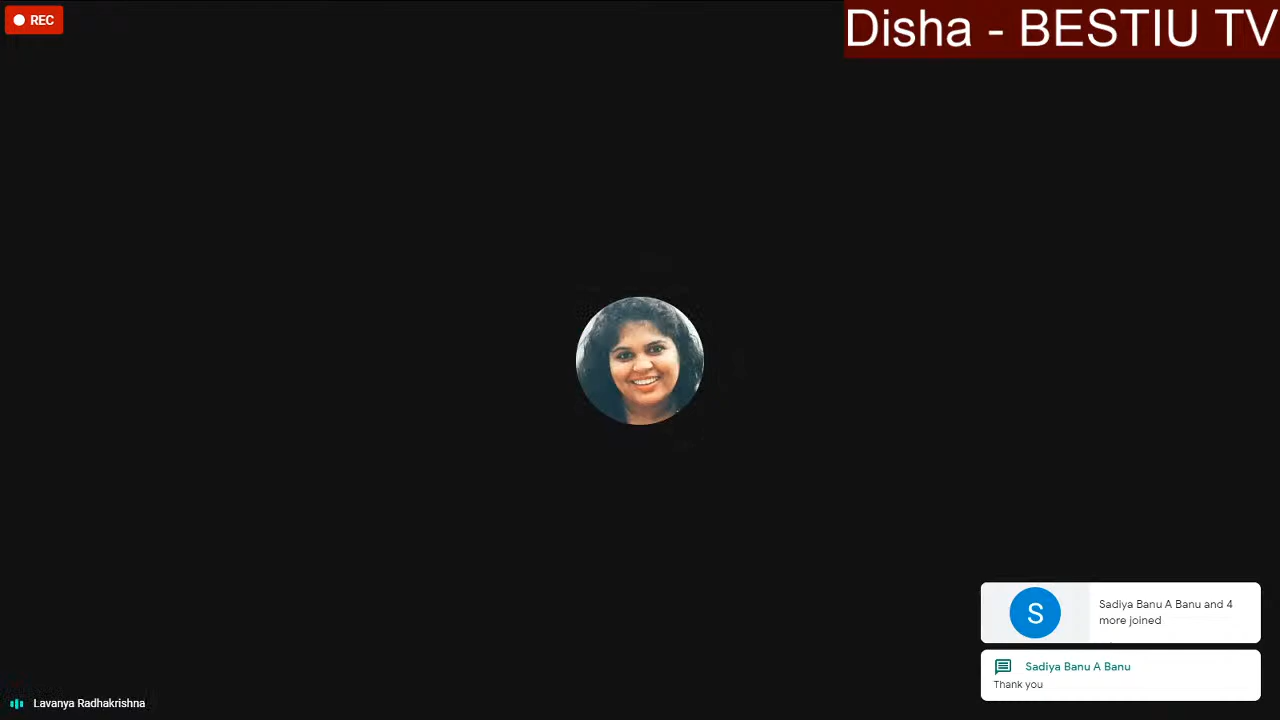 REC
Disha - BESTIU TV
S
Sadiya Banu A Banu and 4
more joined
Sadiya Banu A Banu
Thank you
Lavanya Radhakrishna